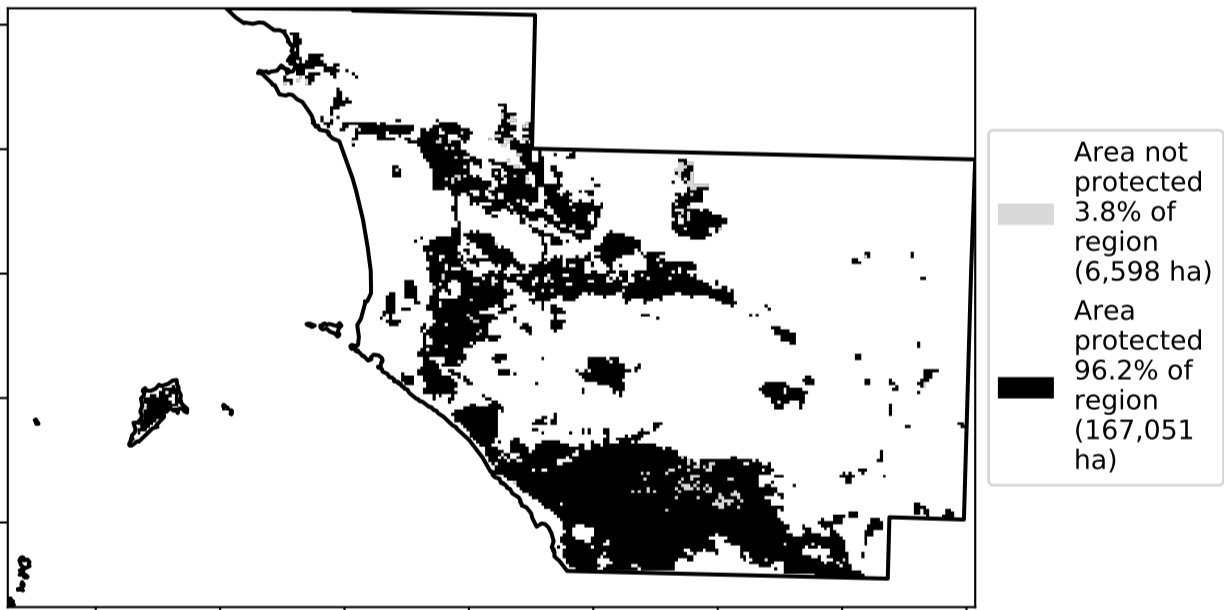 Area not
protected
3.8% of
region
(6,598 ha)
Area
protected
96.2% of
region
(167,051
ha)